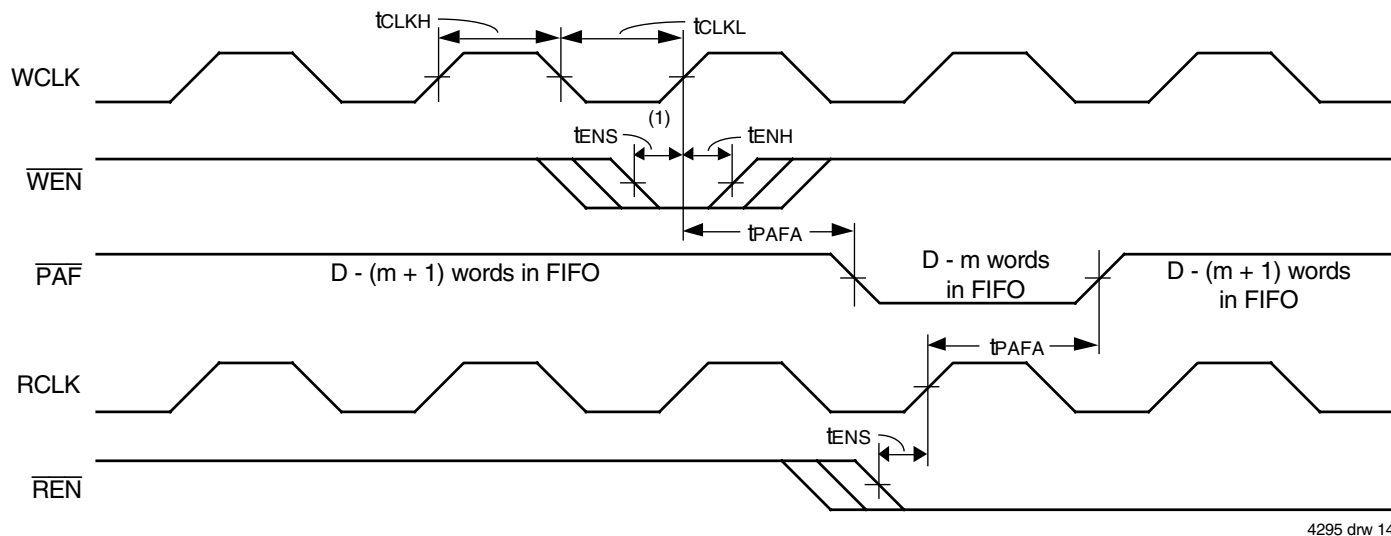 tCLKH
tCLKL
WCLK
(1)
tENS
tENH
WEN
tPAFA
PAF
D - (m + 1) words in FIFO
D - m words
in FIFO
D - (m + 1) words
in FIFO
tPAFA
RCLK
tENS
REN
4295 drw 14